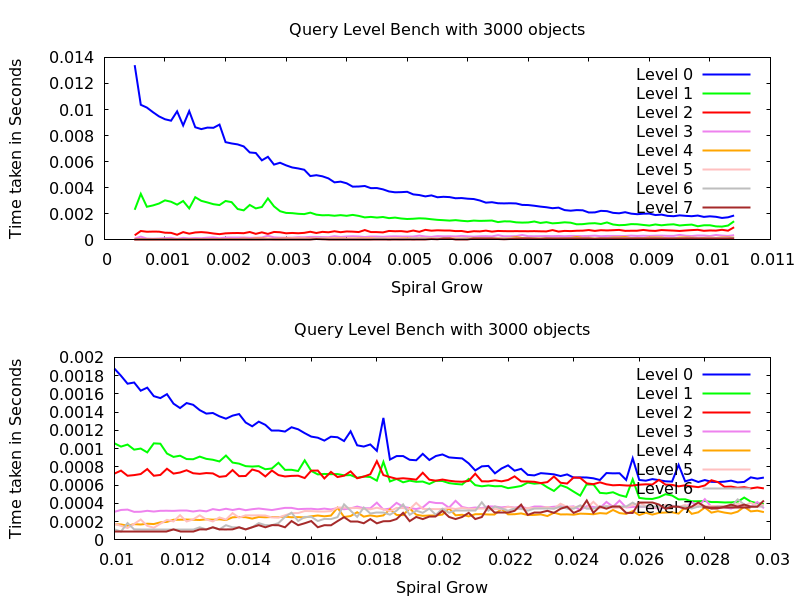 Query Level Bench with 3000 objects
Time taken in Seconds
0.014
0.012
0.01
0.008
0.006
0.004
0.002
0
Level 0
Level 1
Level 2
Level 3
Level 4
Level 5
Level 6
Level 7
0 0.001 0.002 0.003 0.004 0.005 0.006 0.007 0.008 0.009 0.01 0.011
Spiral Grow
Query Level Bench with 3000 objects
Time taken in Seconds
0.002
0.0018
0.0016
0.0014
0.0012
0.001
0.0008
0.0006
0.0004
0.0002
0
Level 0
Level 1
Level 2
Level 3
Level 4
Level 5
Level 6
Level 7
0.01 0.012 0.014 0.016 0.018 0.02 0.022 0.024 0.026 0.028 0.03
Spiral Grow